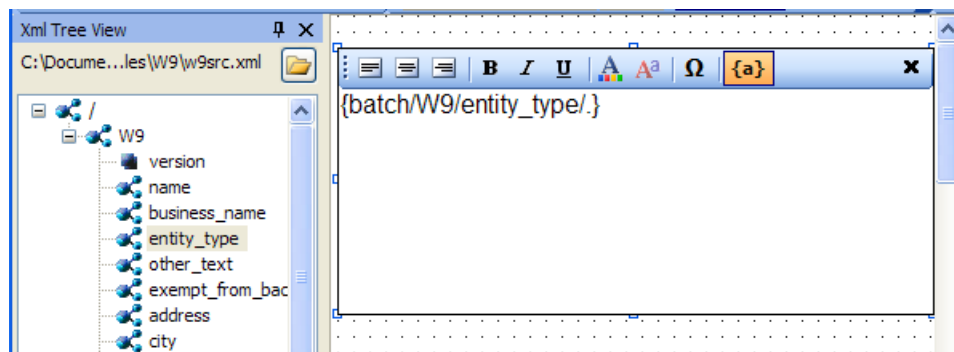 Xml Tree View
C:\Docume...les\W9\w9src.xml
/
W9
version
name
business_name
entity_type
other_text
exempt_from_bac
address
city
B I U A Aa Ω {a}
{batch/W9/entity_type/.}